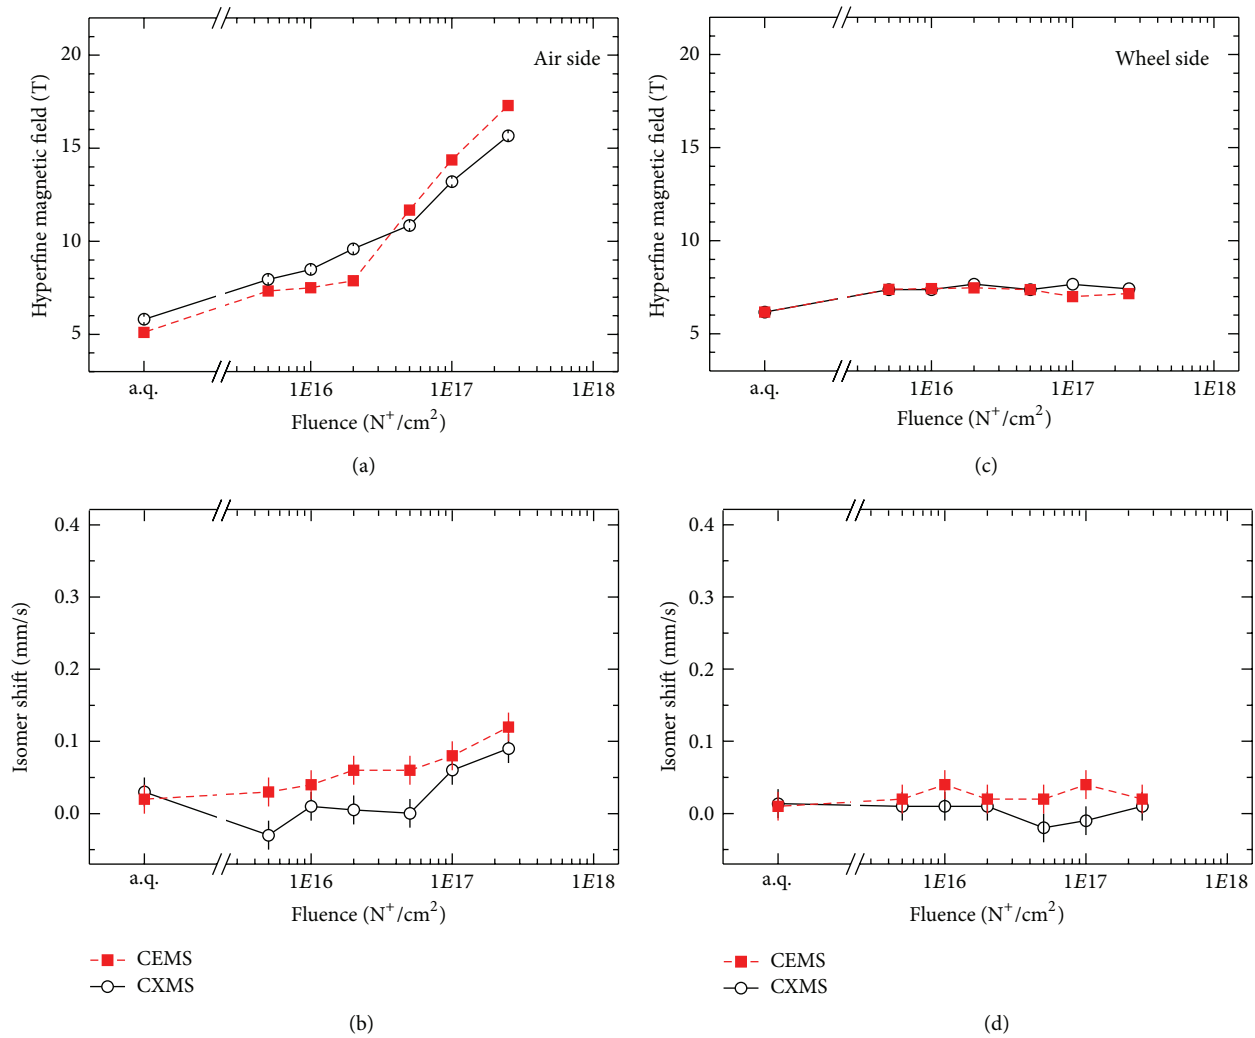 Air side
Hyperfine magnetic field (T)
20
15
10
5
a.q. 1E16 1E17 1E18
Fluence (N⁺/cm²)
(a)
Wheel side
Hyperfine magnetic field (T)
20
15
10
5
a.q. 1E16 1E17 1E18
Fluence (N⁺/cm²)
(c)
Isomer shift (mm/s)
0.4
0.3
0.2
0.1
0.0
a.q. 1E16 1E17 1E18
Fluence (N⁺/cm²)
CEMS
CXMS
(b)
Isomer shift (mm/s)
0.4
0.3
0.2
0.1
0.0
a.q. 1E16 1E17 1E18
Fluence (N⁺/cm²)
CEMS
CXMS
(d)